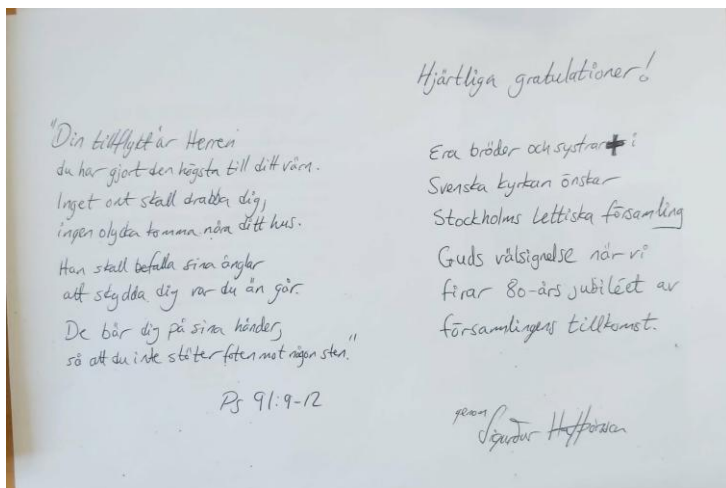 "Din tillflykt är Herren
du har gjort den högsta till ditt värn.
Inget ont skall drabba dig,
ingen olycka komma nära ditt hus.
Han skall befalla sina änglar
att skydda dig var du än går.
De bär dig på sina händer,
så att du inte stöter foten mot någon sten."
Ps 91:9-12
Hjärtliga gratulationer!
Era bröder och systrar i
Svenska kyrkan önskar
Stockholms Lettiska församling
Guds välsignelse när vi
firar 80-års jubiléet av
församlingens tillkomst.
genom
Sigurdur